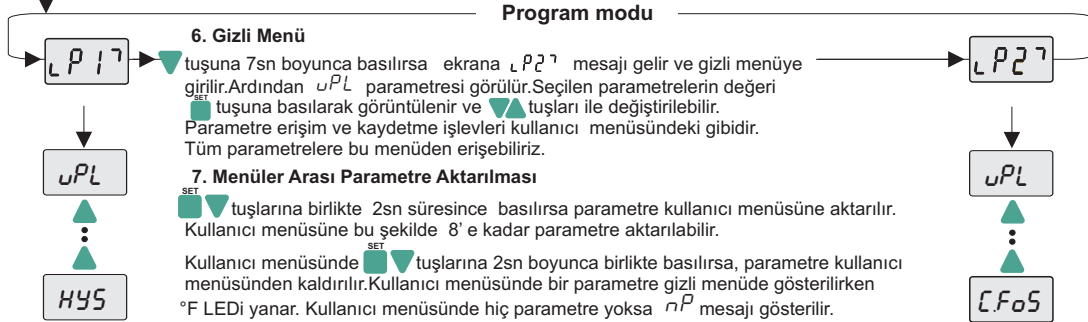 Program modu
6. Gizli Menü
tuşuna 7sn boyunca basılırsa ekrana ⌞P2⌝ mesajı gelir ve gizli menüye
girilir.Ardından uPL parametresi görülür.Seçilen parametrelerin değeri
SET tuşuna basılarak görüntülenir ve tuşları ile değiştirilebilir.
Parametre erişim ve kaydetme işlevleri kullanıcı menüsündeki gibidir.
Tüm parametrelere bu menüden erişebiliriz.
7. Menüler Arası Parametre Aktarılması
SET tuşlarına birlikte 2sn süresince basılırsa parametre kullanıcı menüsüne aktarılır.
Kullanıcı menüsüne bu şekilde 8' e kadar parametre aktarılabilir.
Kullanıcı menüsünde SET tuşlarına 2sn boyunca birlikte basılırsa, parametre kullanıcı
menüsünden kaldırılır.Kullanıcı menüsünde bir parametre gizli menüde gösterilirken
°F LEDi yanar. Kullanıcı menüsünde hiç parametre yoksa nP mesajı gösterilir.
⌞P1⌝
uPL
HYS
⌞P2⌝
uPL
C.FoS